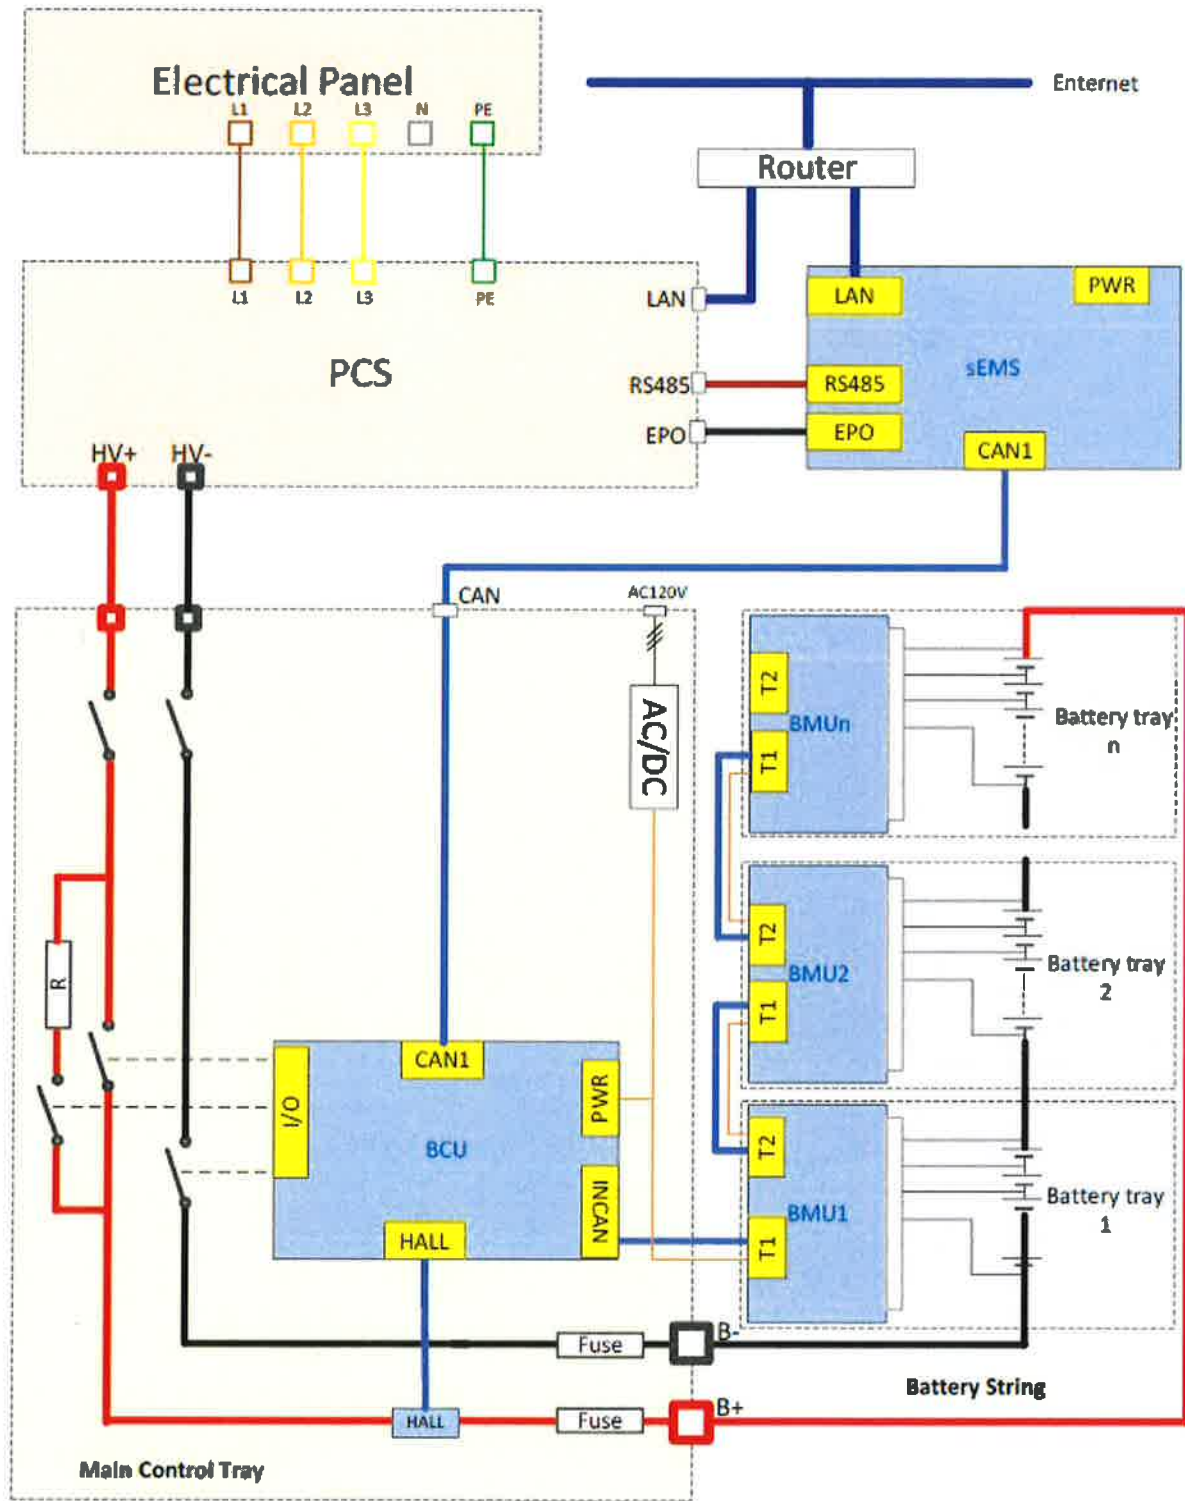 Electrical Panel
L1
L2
L3
N
PE
Enternet
Router
L1
L2
L3
PE
LAN
LAN
PWR
PCS
sEMS
RS485
RS485
EPO
EPO
CAN1
HV+
HV-
CAN
AC120V
AC/DC
T2
BMUn
T1
Battery tray
n
R
T2
BMU2
T1
Battery tray
2
CAN1
I/O
PWR
BCU
INCAN
HALL
T2
BMU1
T1
Battery tray
1
Fuse
B-
Battery String
HALL
Fuse
B+
Main Control Tray